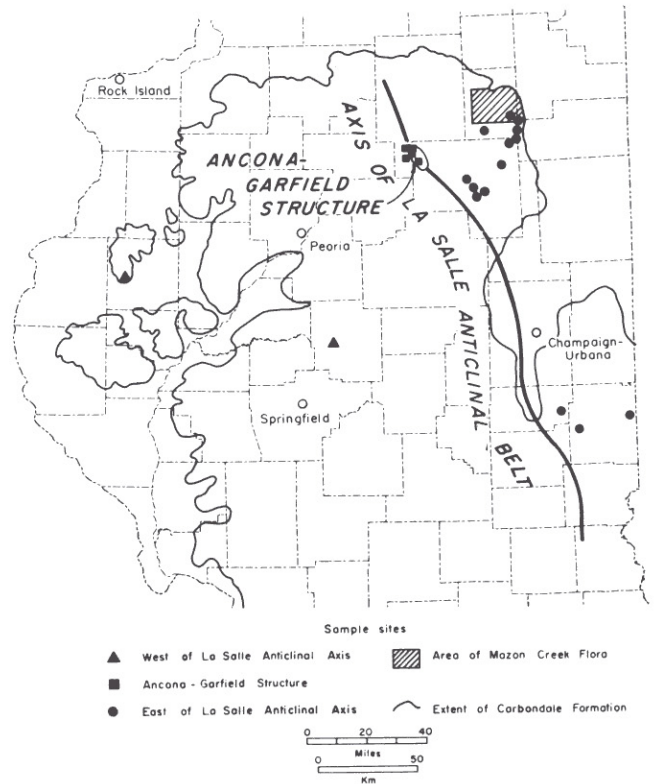 Rock Island
ANCONA-
GARFIELD
STRUCTURE
AXIS OF LA SALLE ANTICLINAL BELT
Peoria
Champaign-
Urbana
Springfield
Sample sites
West of La Salle Anticlinal Axis
Area of Mazon Creek Flora
Ancona - Garfield Structure
East of La Salle Anticlinal Axis
Extent of Carbondale Formation
0 20 40
Miles
0 50
Km